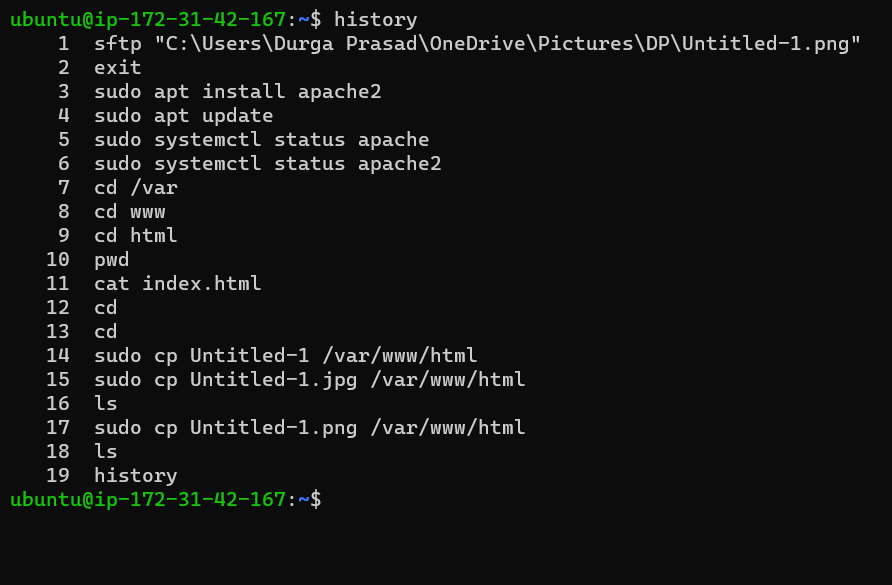 ubuntu@ip-172-31-42-167:~$ history
    1  sftp "C:\Users\Durga Prasad\OneDrive\Pictures\DP\Untitled-1.png"
    2  exit
    3  sudo apt install apache2
    4  sudo apt update
    5  sudo systemctl status apache
    6  sudo systemctl status apache2
    7  cd /var
    8  cd www
    9  cd html
   10  pwd
   11  cat index.html
   12  cd
   13  cd
   14  sudo cp Untitled-1 /var/www/html
   15  sudo cp Untitled-1.jpg /var/www/html
   16  ls
   17  sudo cp Untitled-1.png /var/www/html
   18  ls
   19  history
ubuntu@ip-172-31-42-167:~$